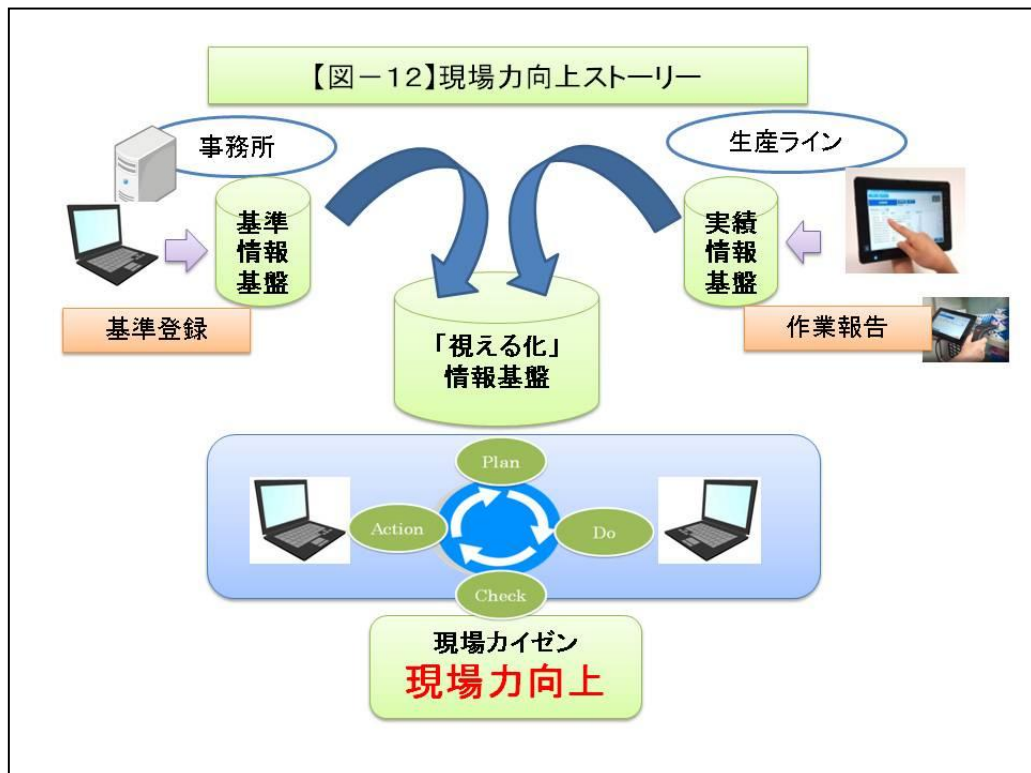 【図－12】現場力向上ストーリー
事務所
生産ライン
基準
情報
基盤
実績
情報
基盤
基準登録
作業報告
「視える化」
情報基盤
Plan
Action
Do
Check
現場カイゼン
現場力向上